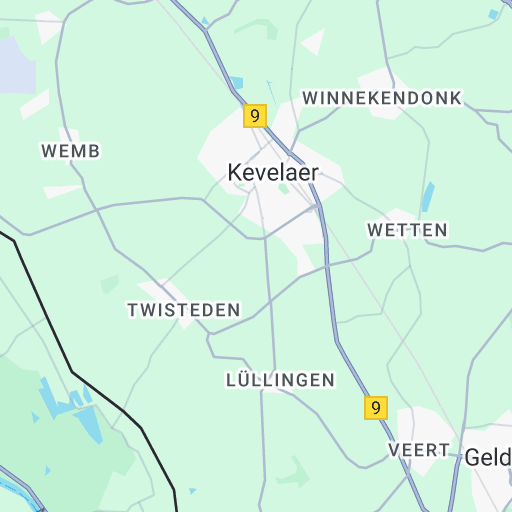 WINNEKENDONK
9
WEMB
Kevelaer
WETTEN
TWISTEDEN
LÜLLINGEN
9
VEERT
Geld